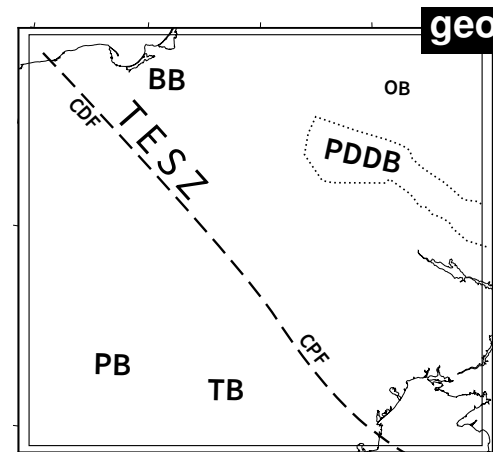 geo
BB
OB
CDF
TESZ
PDDB
CPF
PB
TB